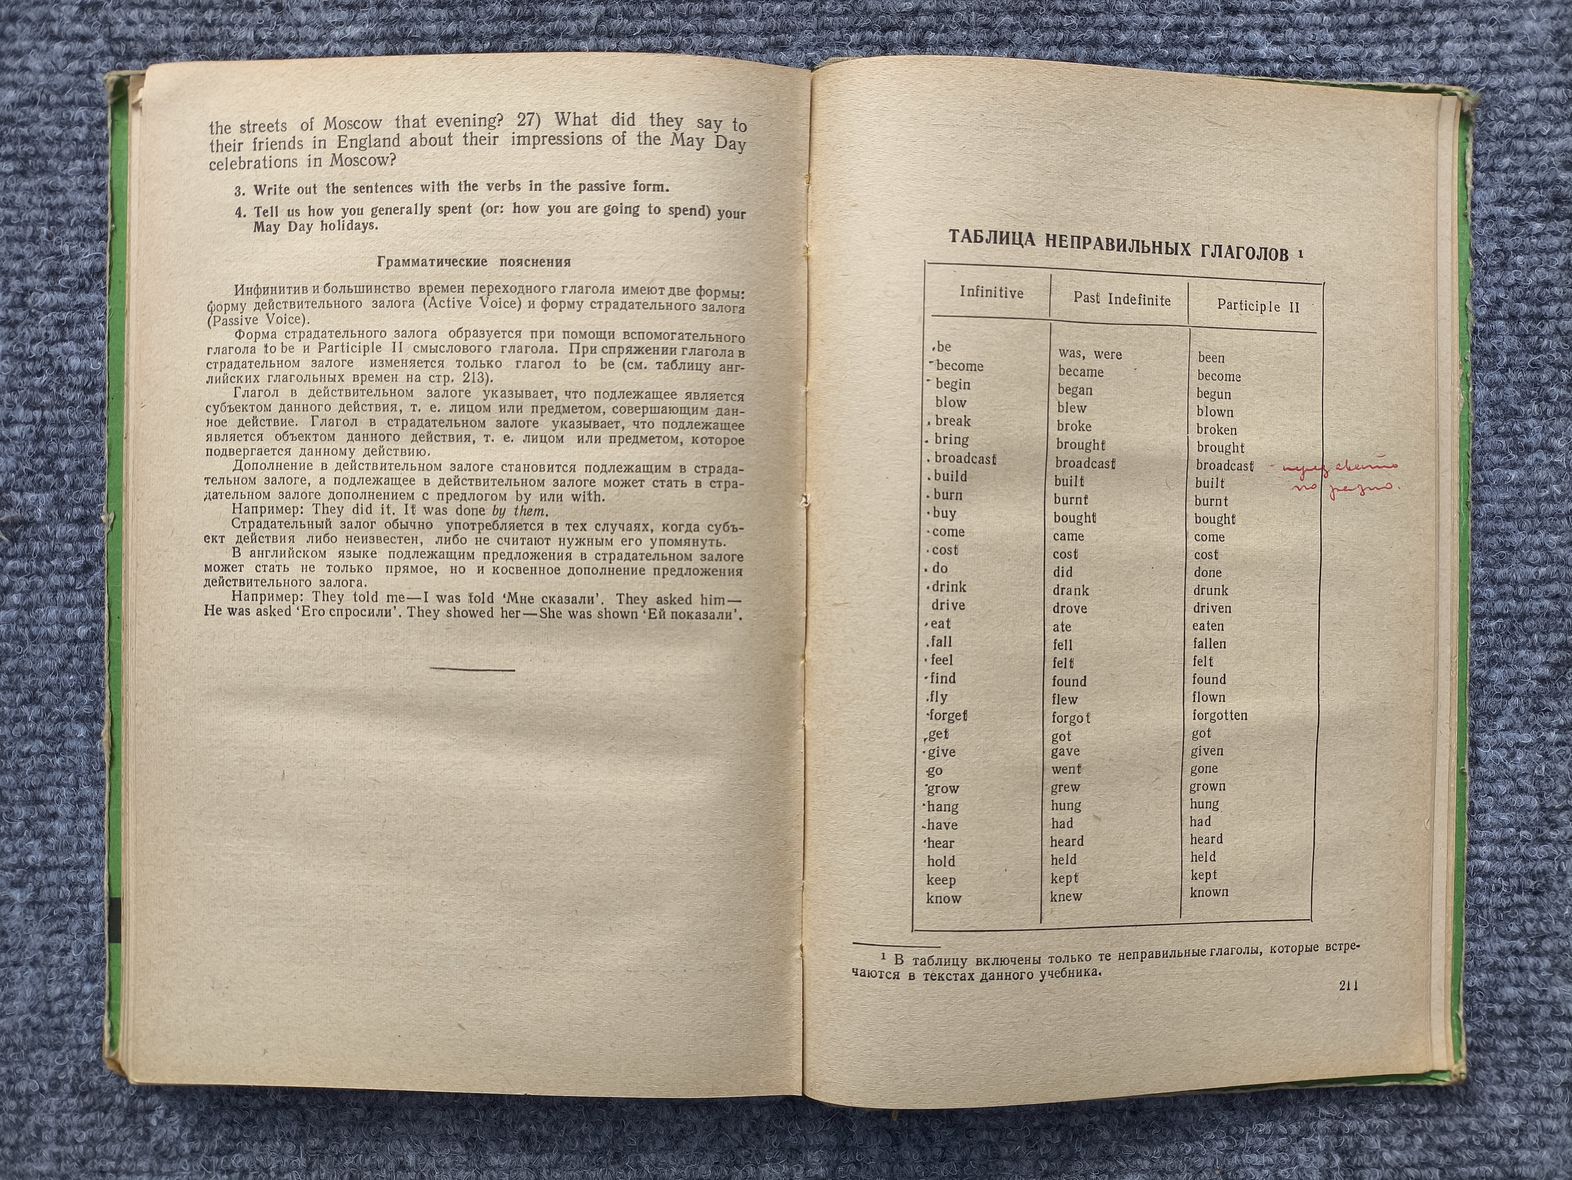 the streets of Moscow that evening? 27) What did they say to
their friends in England about their impressions of the May Day
celebrations in Moscow?
3. Write out the sentences with the verbs in the passive form.
4. Tell us how you generally spent (or: how you are going to spend) your
May Day holidays.
Грамматические пояснения
Инфинитив и большинство времен переходного глагола имеют две формы:
форму действительного залога (Active Voice) и форму страдательного залога
(Passive Voice).
Форма страдательного залога образуется при помощи вспомогательного
глагола to be и Participle II смыслового глагола. При спряжении глагола в
страдательном залоге изменяется только глагол to be (см. таблицу анг-
лийских глагольных времен на стр. 213).
Глагол в действительном залоге указывает, что подлежащее является
субъектом данного действия, т. е. лицом или предметом, совершающим дан-
ное действие. Глагол в страдательном залоге указывает, что подлежащее
является объектом данного действия, т. е. лицом или предметом, которое
подвергается данному действию.
Дополнение в действительном залоге становится подлежащим в страда-
тельном залоге, а подлежащее в действительном залоге может стать в стра-
дательном залоге дополнением с предлогом by или with.
Например: They did it. It was done by them.
Страдательный залог обычно употребляется в тех случаях, когда субъ-
ект действия либо неизвестен, либо не считают нужным его упомянуть.
В английском языке подлежащим предложения в страдательном залоге
может стать не только прямое, но и косвенное дополнение предложения
действительного залога.
Например: They told me—I was told ‘Мне сказали’. They asked him—
He was asked ‘Его спросили’. They showed her—She was shown ‘Ей показали’.
ТАБЛИЦА НЕПРАВИЛЬНЫХ ГЛАГОЛОВ ¹
Infinitive Past Indefinite Participle II
be was, were been
become became become
begin began begun
blow blew blown
break broke broken
bring brought brought
broadcast broadcast broadcast
build built built
burn burnt burnt
buy bought bought
come came come
cost cost cost
do did done
drink drank drunk
drive drove driven
eat ate eaten
fall fell fallen
feel felt felt
find found found
fly flew flown
forget forgot forgotten
get got got
give gave given
go went gone
grow grew grown
hang hung hung
have had had
hear heard heard
hold held held
keep kept kept
know knew known
по радио.
¹ В таблицу включены только те неправильные глаголы, которые встре-
чаются в текстах данного учебника.
211